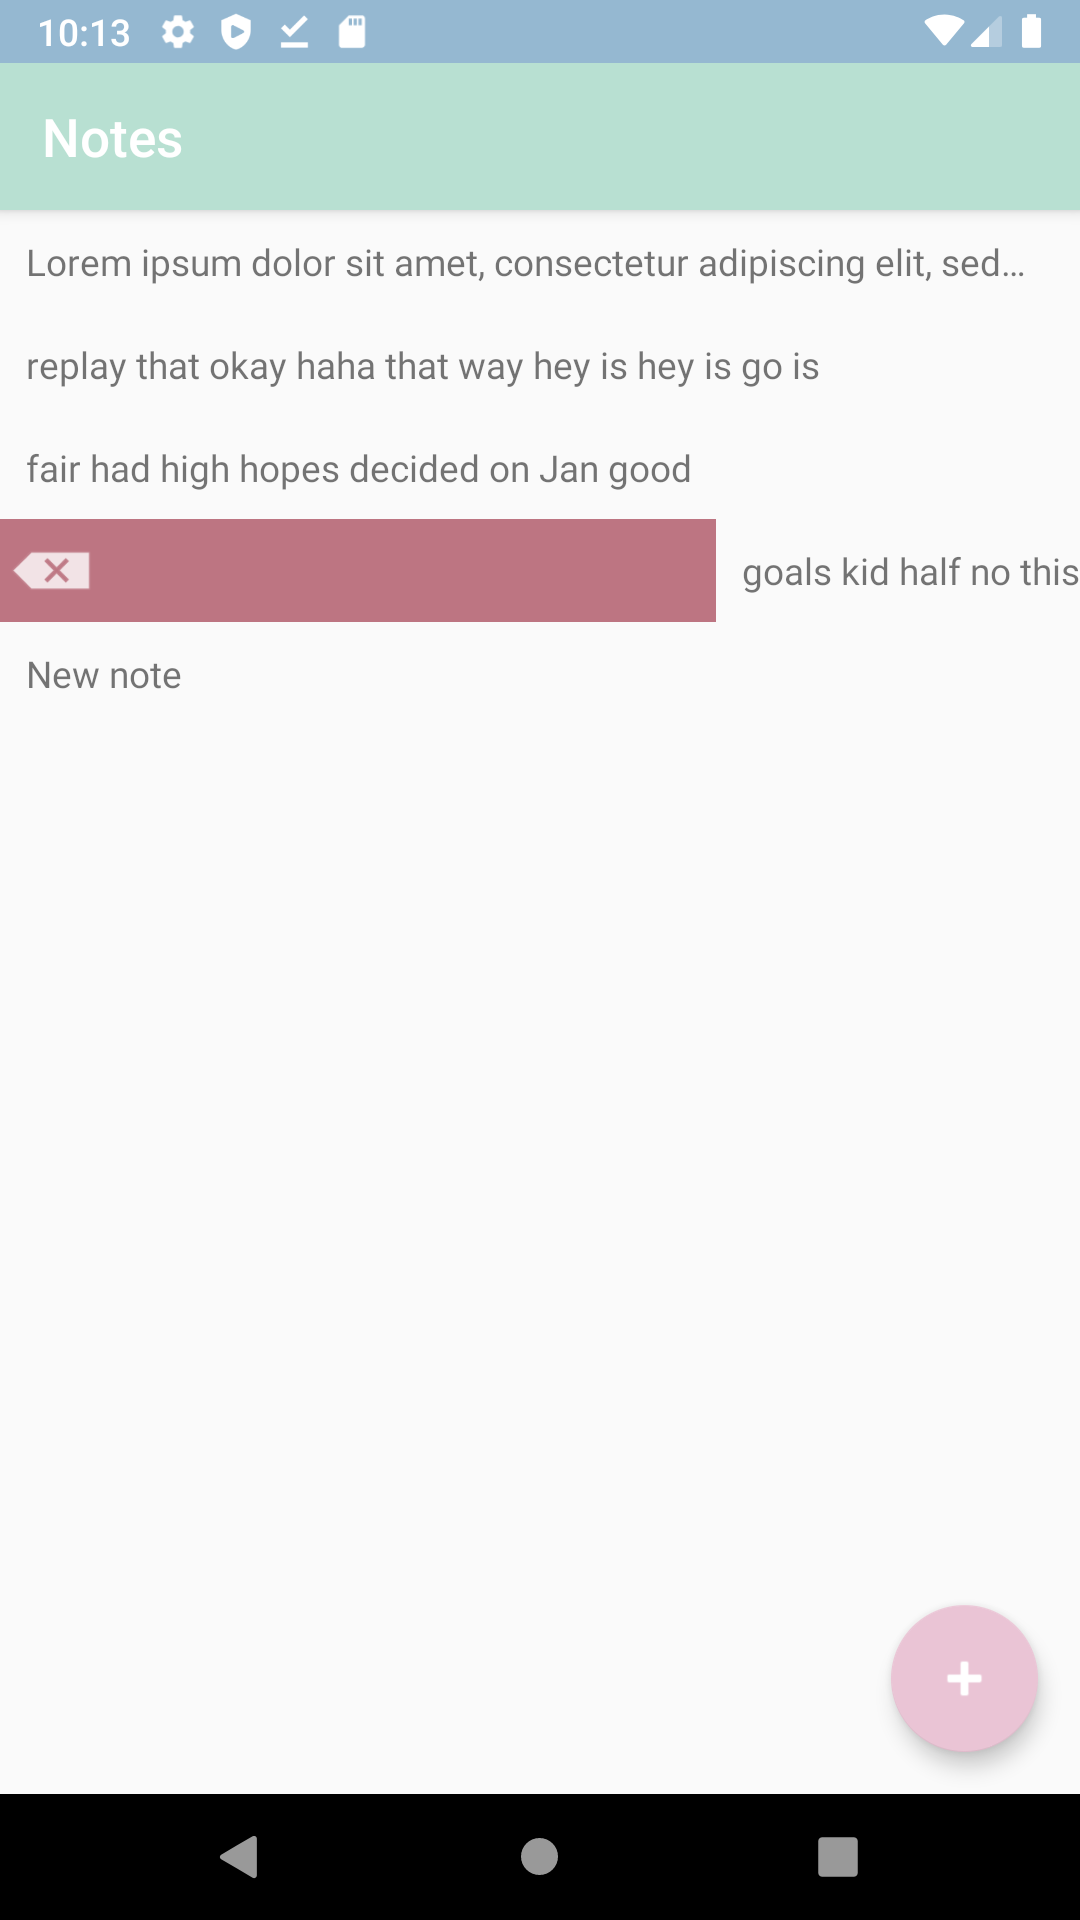 10:13
Notes
Lorem ipsum dolor sit amet, consectetur adipiscing elit, sed…
replay that okay haha that way hey is hey is go is
fair had high hopes decided on Jan good
goals kid half no this
New note